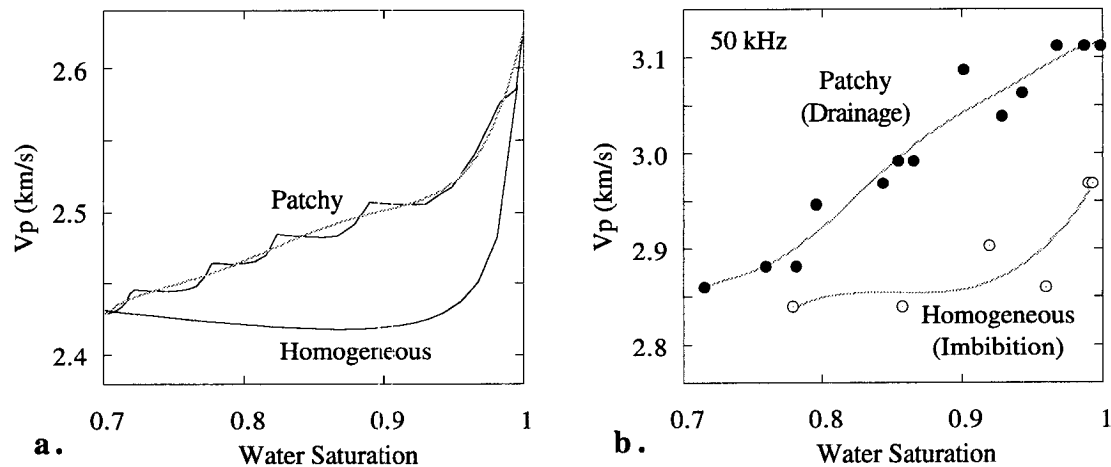 2.6
2.5
2.4
Vp (km/s)
Patchy
Homogeneous
0.7
0.8
0.9
1
Water Saturation
a.
50 kHz
3.1
3.0
2.9
2.8
Vp (km/s)
Patchy
(Drainage)
Homogeneous
(Imbibition)
0.7
0.8
0.9
1
Water Saturation
b.